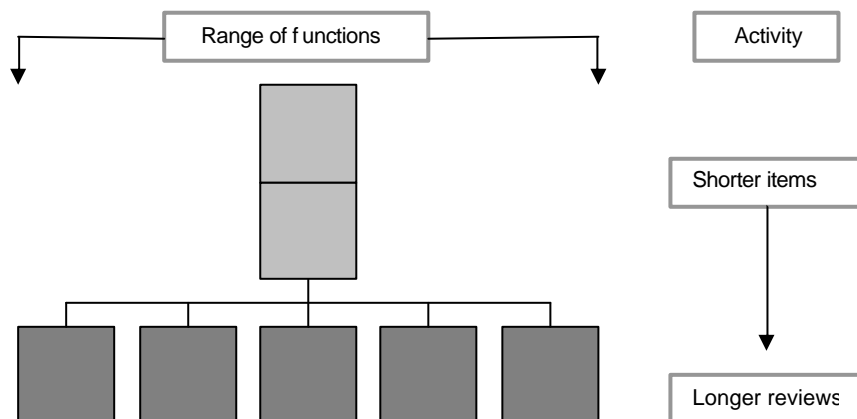 Range of functions
Activity
Shorter items
Longer reviews